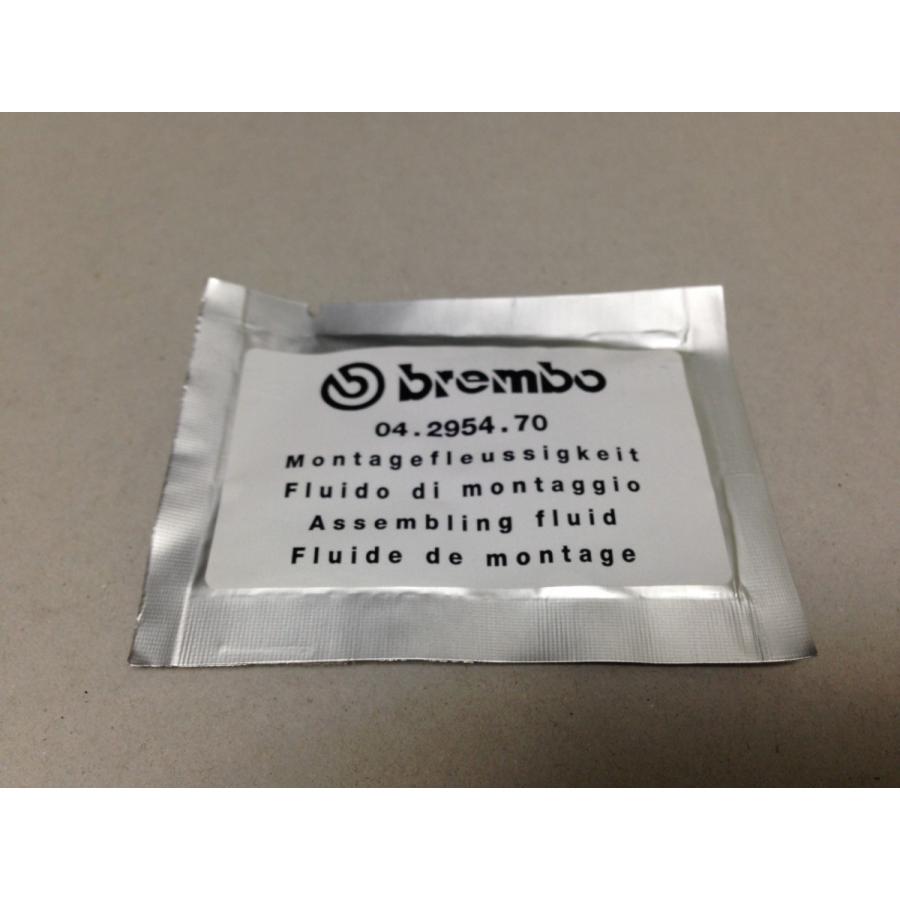 brembo
04.2954.70
Montagefleussigkeit
Fluido di montaggio
Assembling fluid
Fluide de montage